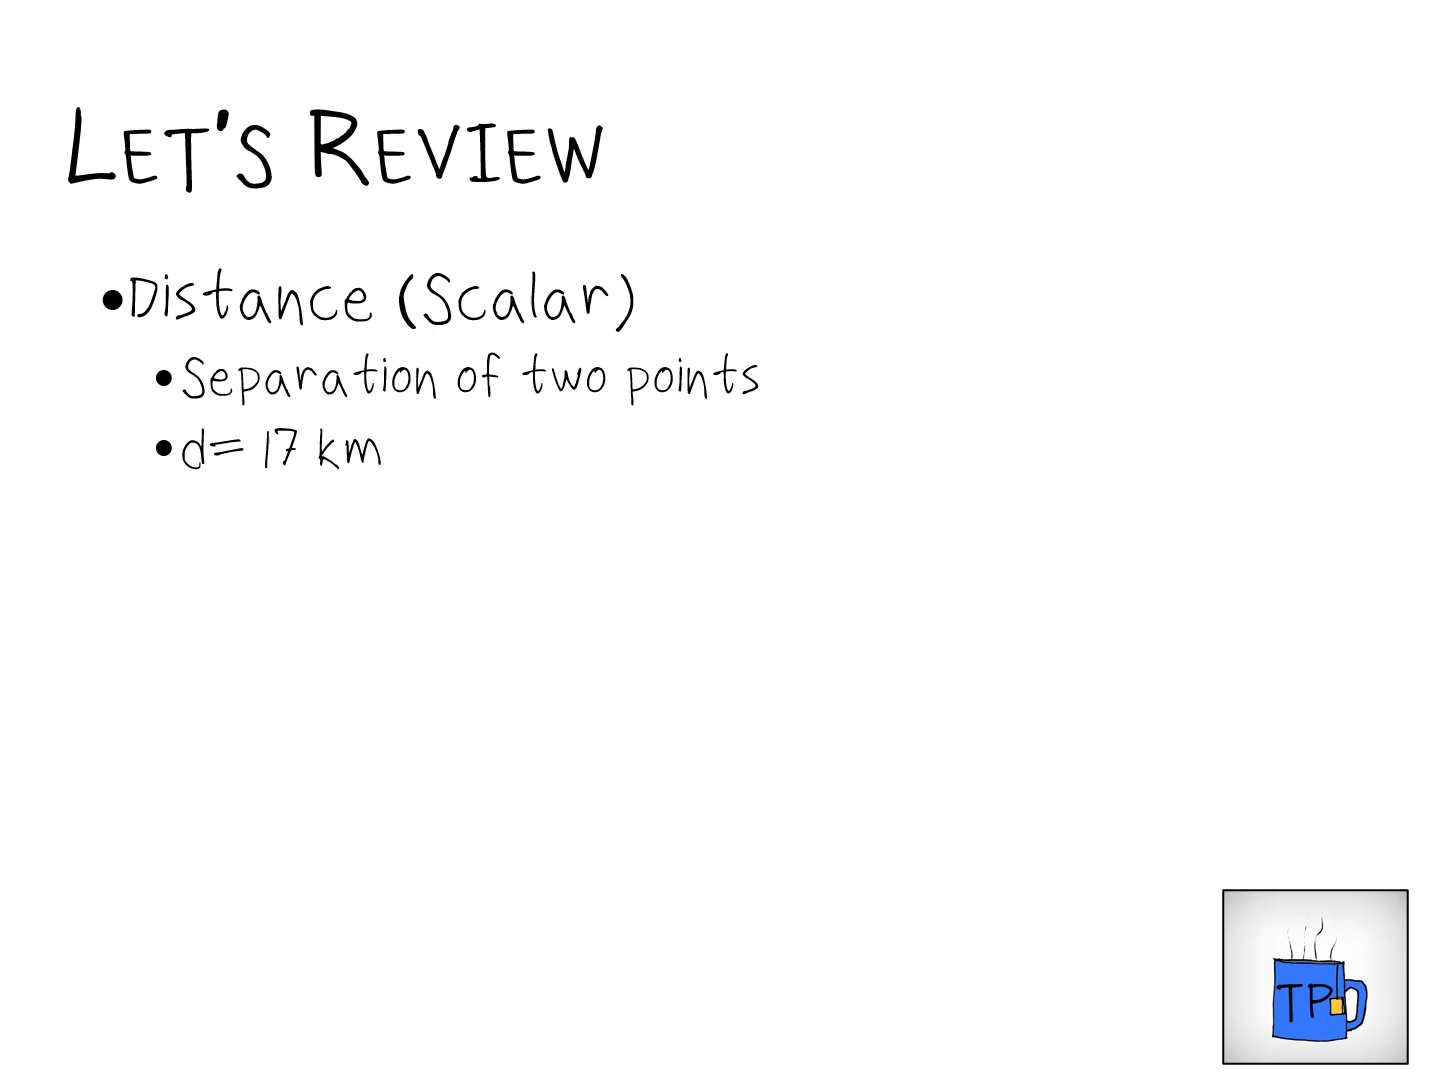 LET'S REVIEW
•Distance (Scalar)
•Separation of two points
•d= 17 km
TP